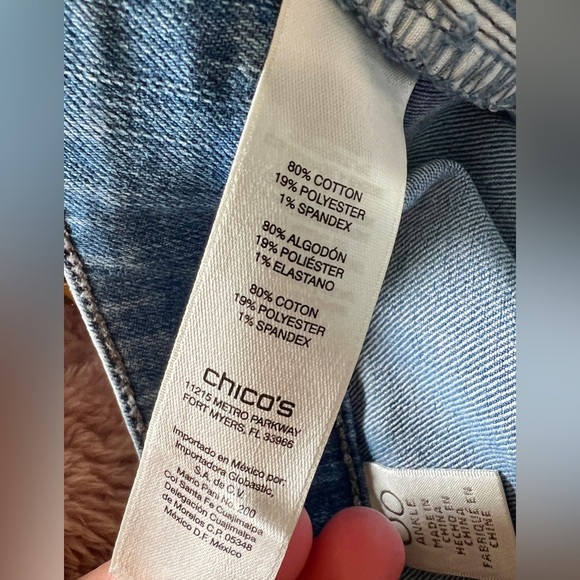 80% COTTON
19% POLYESTER
1% SPANDEX
80% ALGODÓN
19% POLIÉSTER
1% ELASTANO
80% COTON
19% POLYESTER
1% SPANDEX
chico's
11215 METRO PARKWAY
FORT MYERS, FL 33966
Importado en México por:
Importadora Globastic,
S.A. de C.V.
Mario Pani No. 200
Col Santa Fe Cuajimalpa
Delegación Cuajimalpa
de Morelos C.P. 05348
México D.F. México
ANKLE
MADE IN
CHINA
HECHO EN
CHINA
FABRIQUÉ EN
CHINE